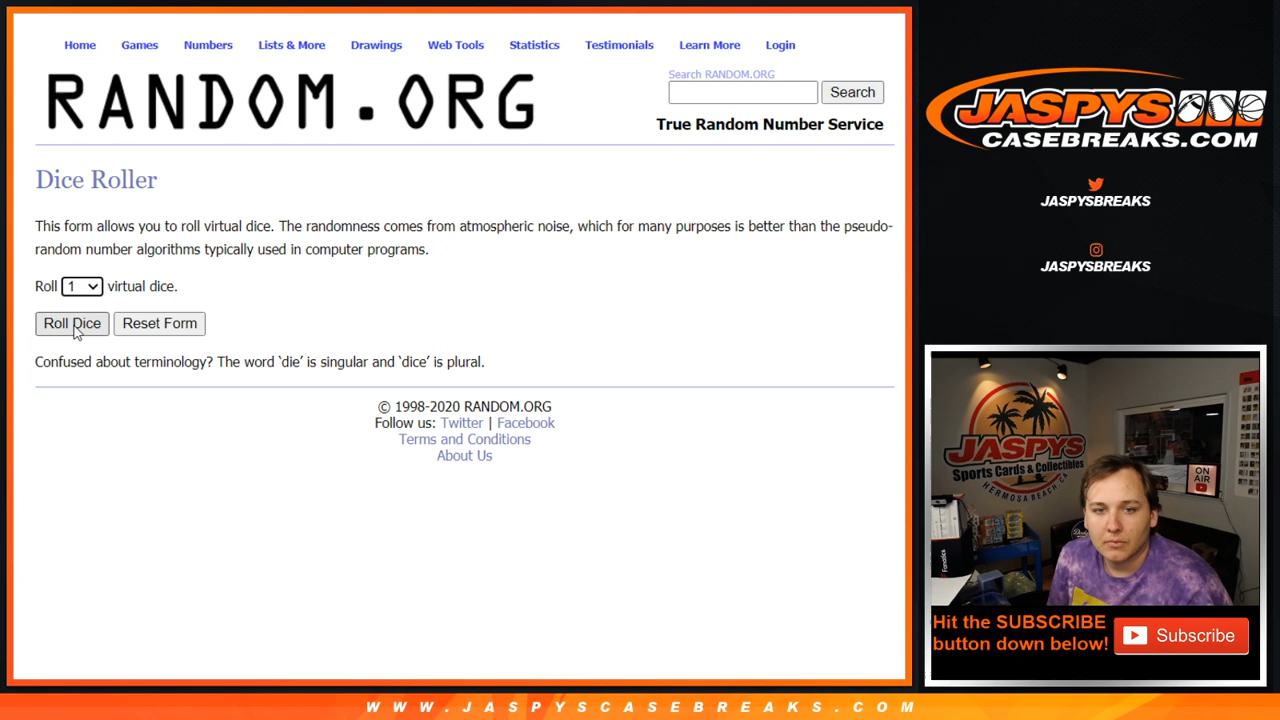 Home Games Numbers Lists & More Drawings Web Tools Statistics Testimonials Learn More Login
RANDOM.ORG
Search RANDOM.ORG
Search
True Random Number Service
Dice Roller
This form allows you to roll virtual dice. The randomness comes from atmospheric noise, which for many purposes is better than the pseudo-
random number algorithms typically used in computer programs.
Roll 1 virtual dice.
Roll Dice Reset Form
Confused about terminology? The word ‘die’ is singular and ‘dice’ is plural.
© 1998-2020 RANDOM.ORG
Follow us: Twitter | Facebook
Terms and Conditions
About Us
JASPYS
CASEBREAKS.COM
JASPYSBREAKS
JASPYSBREAKS
JASPYS
Sports Cards & Collectibles
HERMOSA BEACH, CA
ON
AIR
Fanatics
Hit the SUBSCRIBE
button down below!
Subscribe
WWW.JASPYSCASEBREAKS.COM